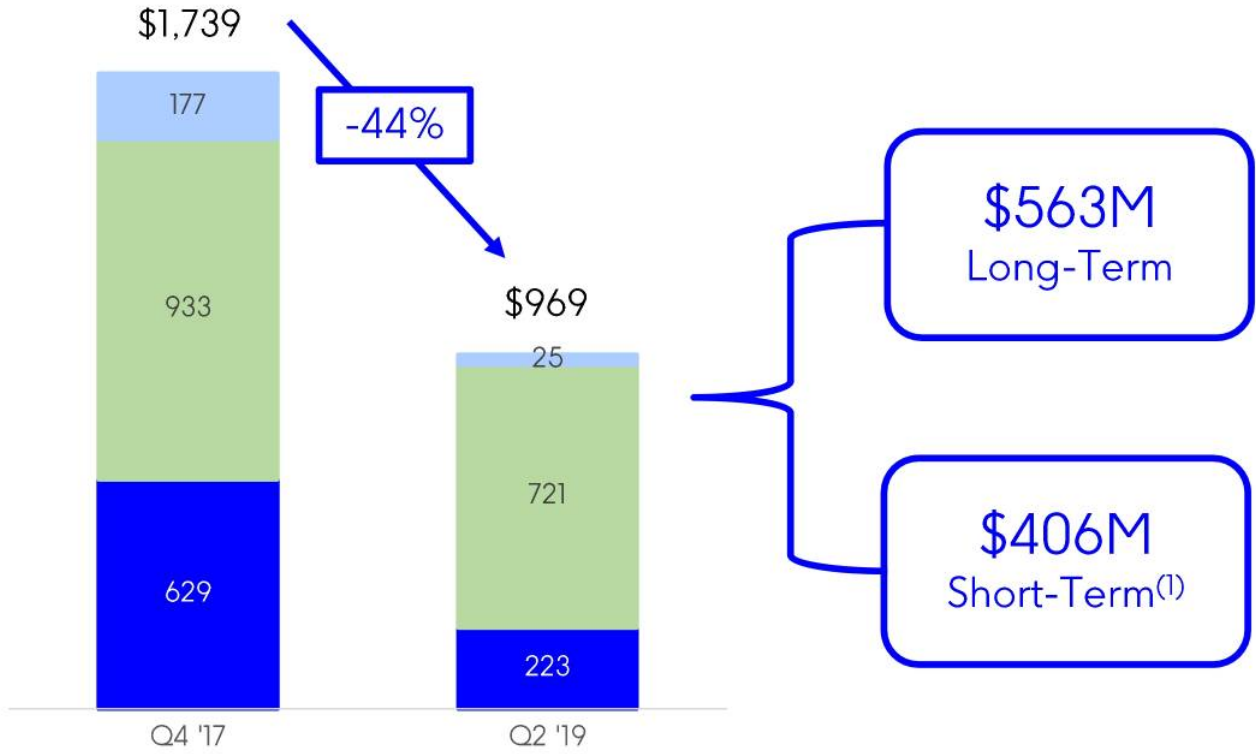 $1,739
177
-44%
933
629
Q4 '17
$969
25
721
223
Q2 '19
$563M
Long-Term
$406M
Short-Term(1)